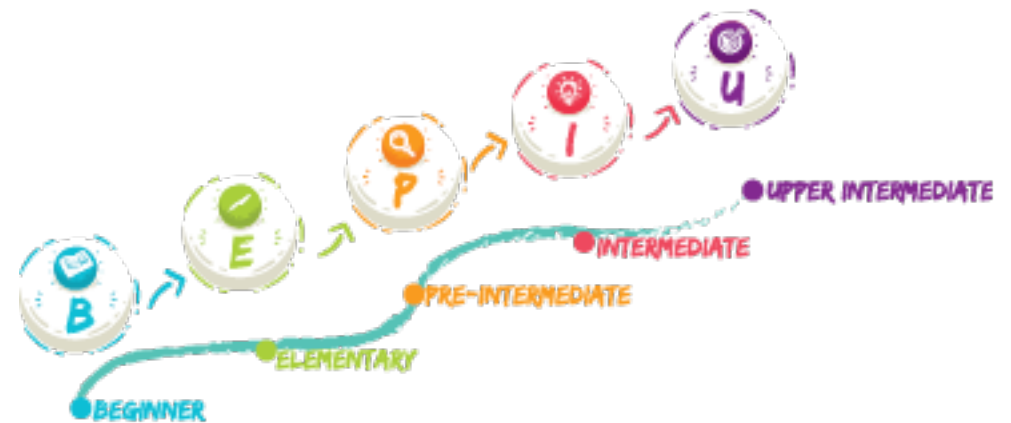 B
E
P
I
U
BEGINNER
ELEMENTARY
PRE-INTERMEDIATE
INTERMEDIATE
UPPER INTERMEDIATE